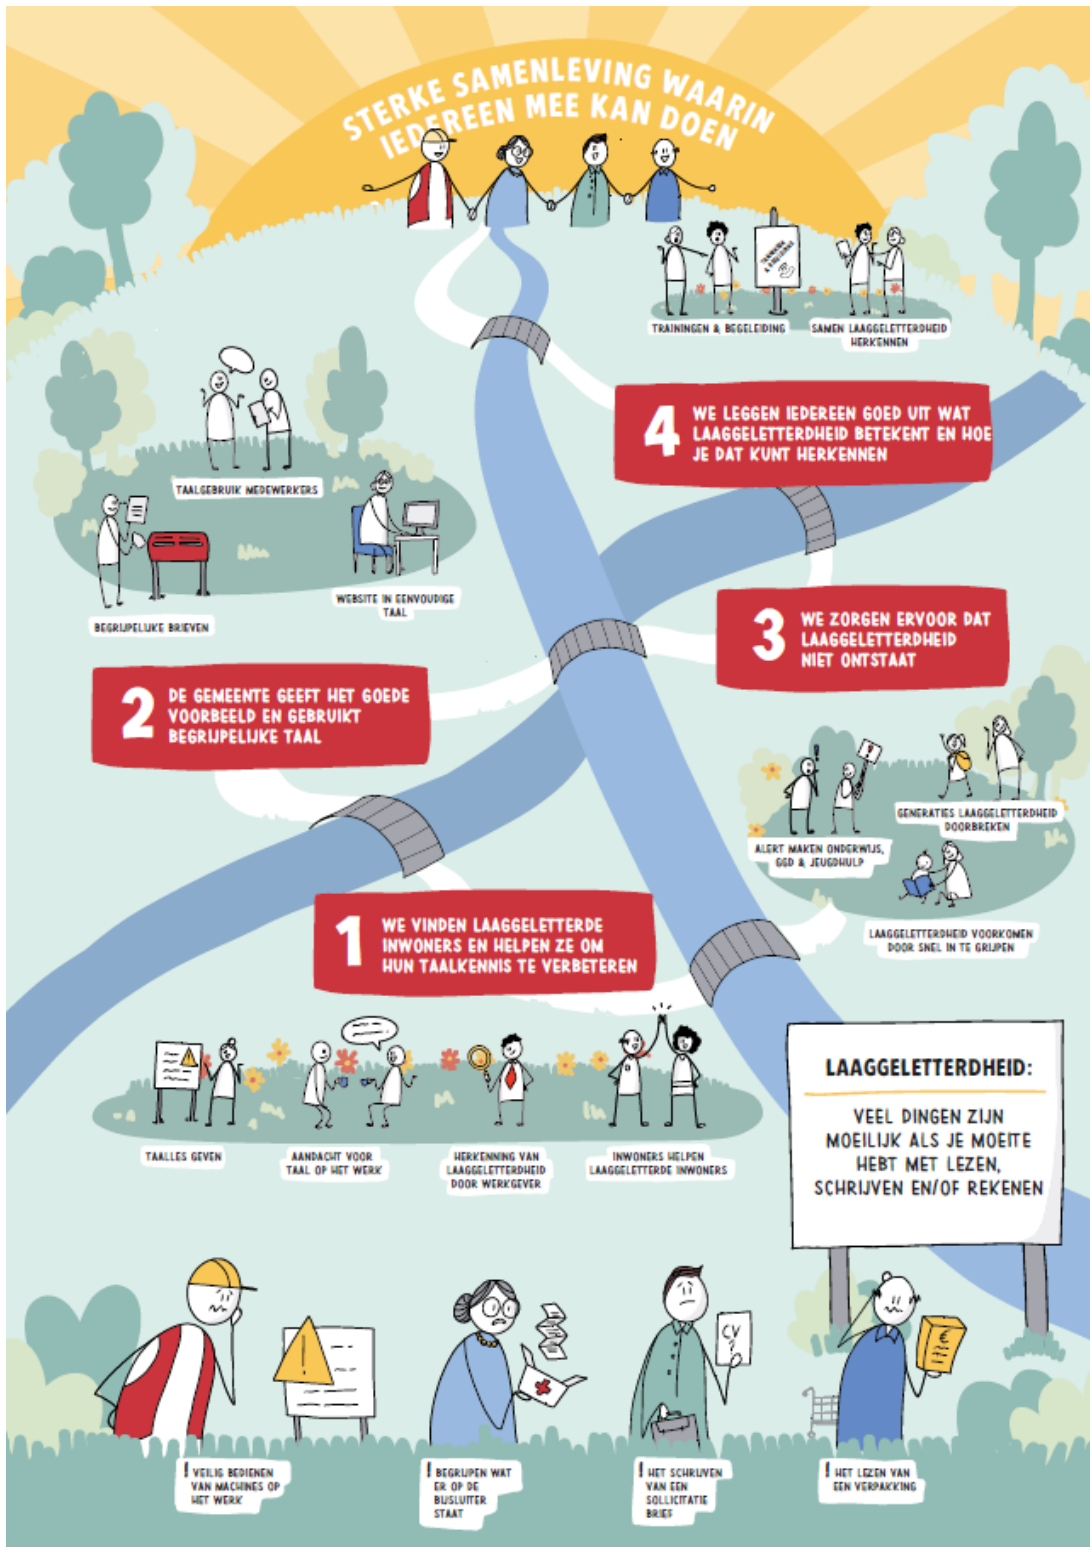 STERKE SAMENLEVING WAARIN
IEDEREEN MEE KAN DOEN
TRAININGEN
& BEGELEIDING
TRAININGEN & BEGELEIDING
SAMEN LAAGGELETTERDHEID
HERKENNEN
4
WE LEGGEN IEDEREEN GOED UIT WAT
LAAGGELETTERDHEID BETEKENT EN HOE
JE DAT KUNT HERKENNEN
TAALGEBRUIK MEDEWERKERS
BEGRIJPELIJKE BRIEVEN
WEBSITE IN EENVOUDIGE
TAAL
3
WE ZORGEN ERVOOR DAT
LAAGGELETTERDHEID
NIET ONTSTAAT
2
DE GEMEENTE GEEFT HET GOEDE
VOORBEELD EN GEBRUIKT
BEGRIJPELIJKE TAAL
!
!
GENERATIES LAAGGELETTERDHEID
DOORBREKEN
ALERT MAKEN ONDERWIJS,
GGD & JEUGDHULP
LAAGGELETTERDHEID VOORKOMEN
DOOR SNEL IN TE GRIJPEN
1
WE VINDEN LAAGGELETTERDE
INWONERS EN HELPEN ZE OM
HUN TAALKENNIS TE VERBETEREN
TAALLES GEVEN
AANDACHT VOOR
TAAL OP HET WERK
HERKENNING VAN
LAAGGELETTERDHEID
DOOR WERKGEVER
INWONERS HELPEN
LAAGGELETTERDE INWONERS
LAAGGELETTERDHEID:
VEEL DINGEN ZIJN
MOEILIJK ALS JE MOEITE
HEBT MET LEZEN,
SCHRIJVEN EN/OF REKENEN
CV
?
€
! VEILIG BEDIENEN
VAN MACHINES OP
HET WERK
! BEGRIJPEN WAT
ER OP DE
BIJSLUITER
STAAT
! HET SCHRIJVEN
VAN EEN
SOLLICITATIE
BRIEF
! HET LEZEN VAN
EEN VERPAKKING